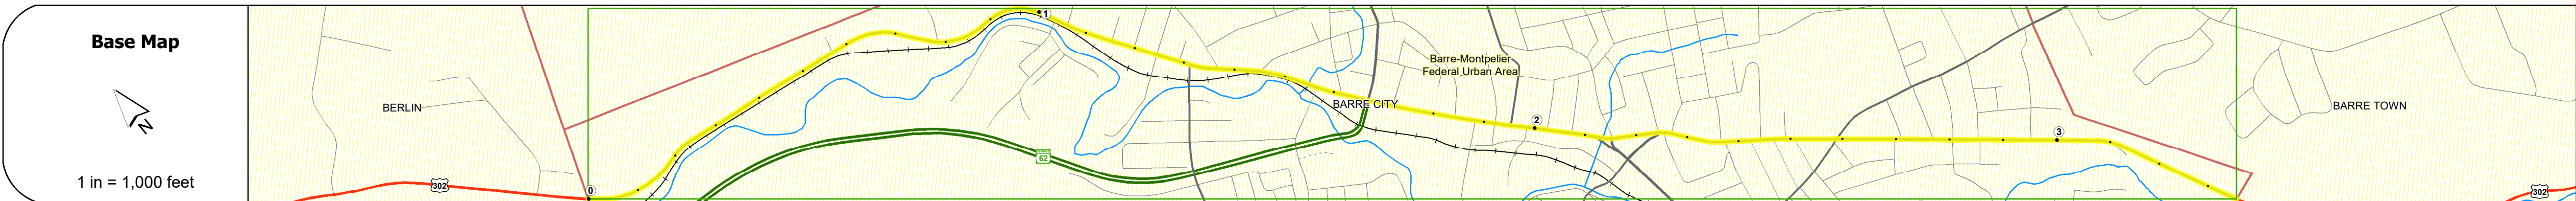 Base Map
N
1 in = 1,000 feet
BERLIN
302
0
1
62
Barre-Montpelier
Federal Urban Area
BARRE CITY
2
3
BARRE TOWN
302